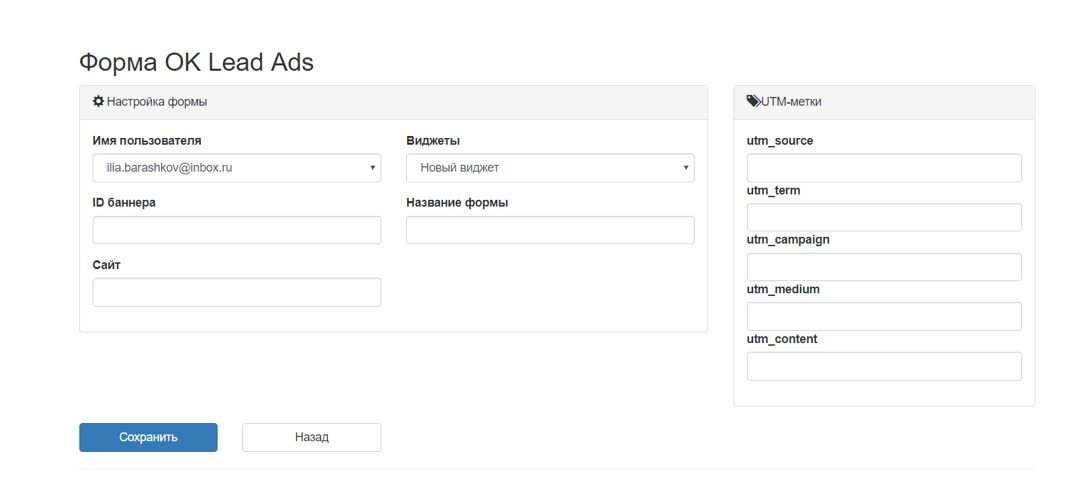 Форма OK Lead Ads
Настройка формы
Имя пользователя
Виджеты
ilia.barashkov@inbox.ru
Новый виджет
ID баннера
Название формы
Сайт
UTM-метки
utm_source
utm_term
utm_campaign
utm_medium
utm_content
Сохранить
Назад